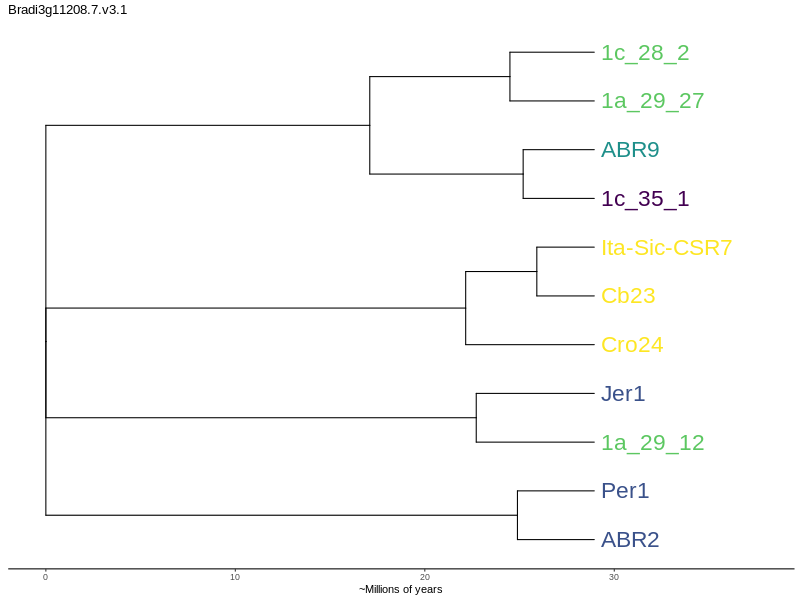 Bradi3g11208.7.v3.1
1c_28_2
1a_29_27
ABR9
1c_35_1
Ita-Sic-CSR7
Cb23
Cro24
Jer1
1a_29_12
Per1
ABR2
0 10 20 30
~Millions of years